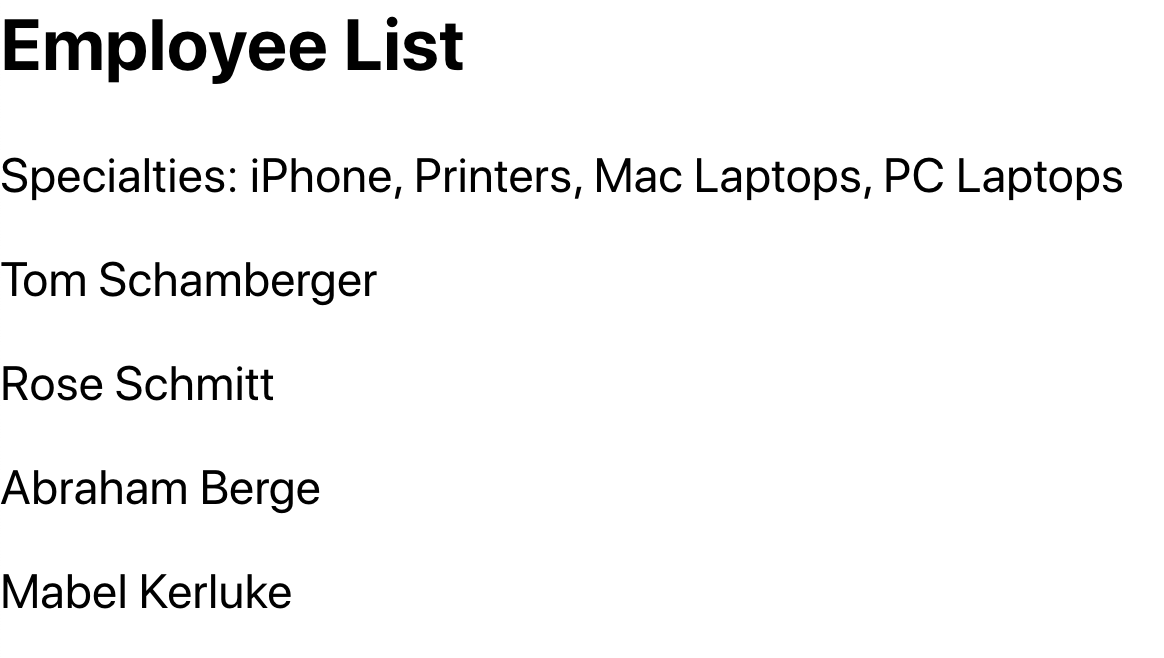 Employee List
Specialties: iPhone, Printers, Mac Laptops, PC Laptops
Tom Schamberger
Rose Schmitt
Abraham Berge
Mabel Kerluke